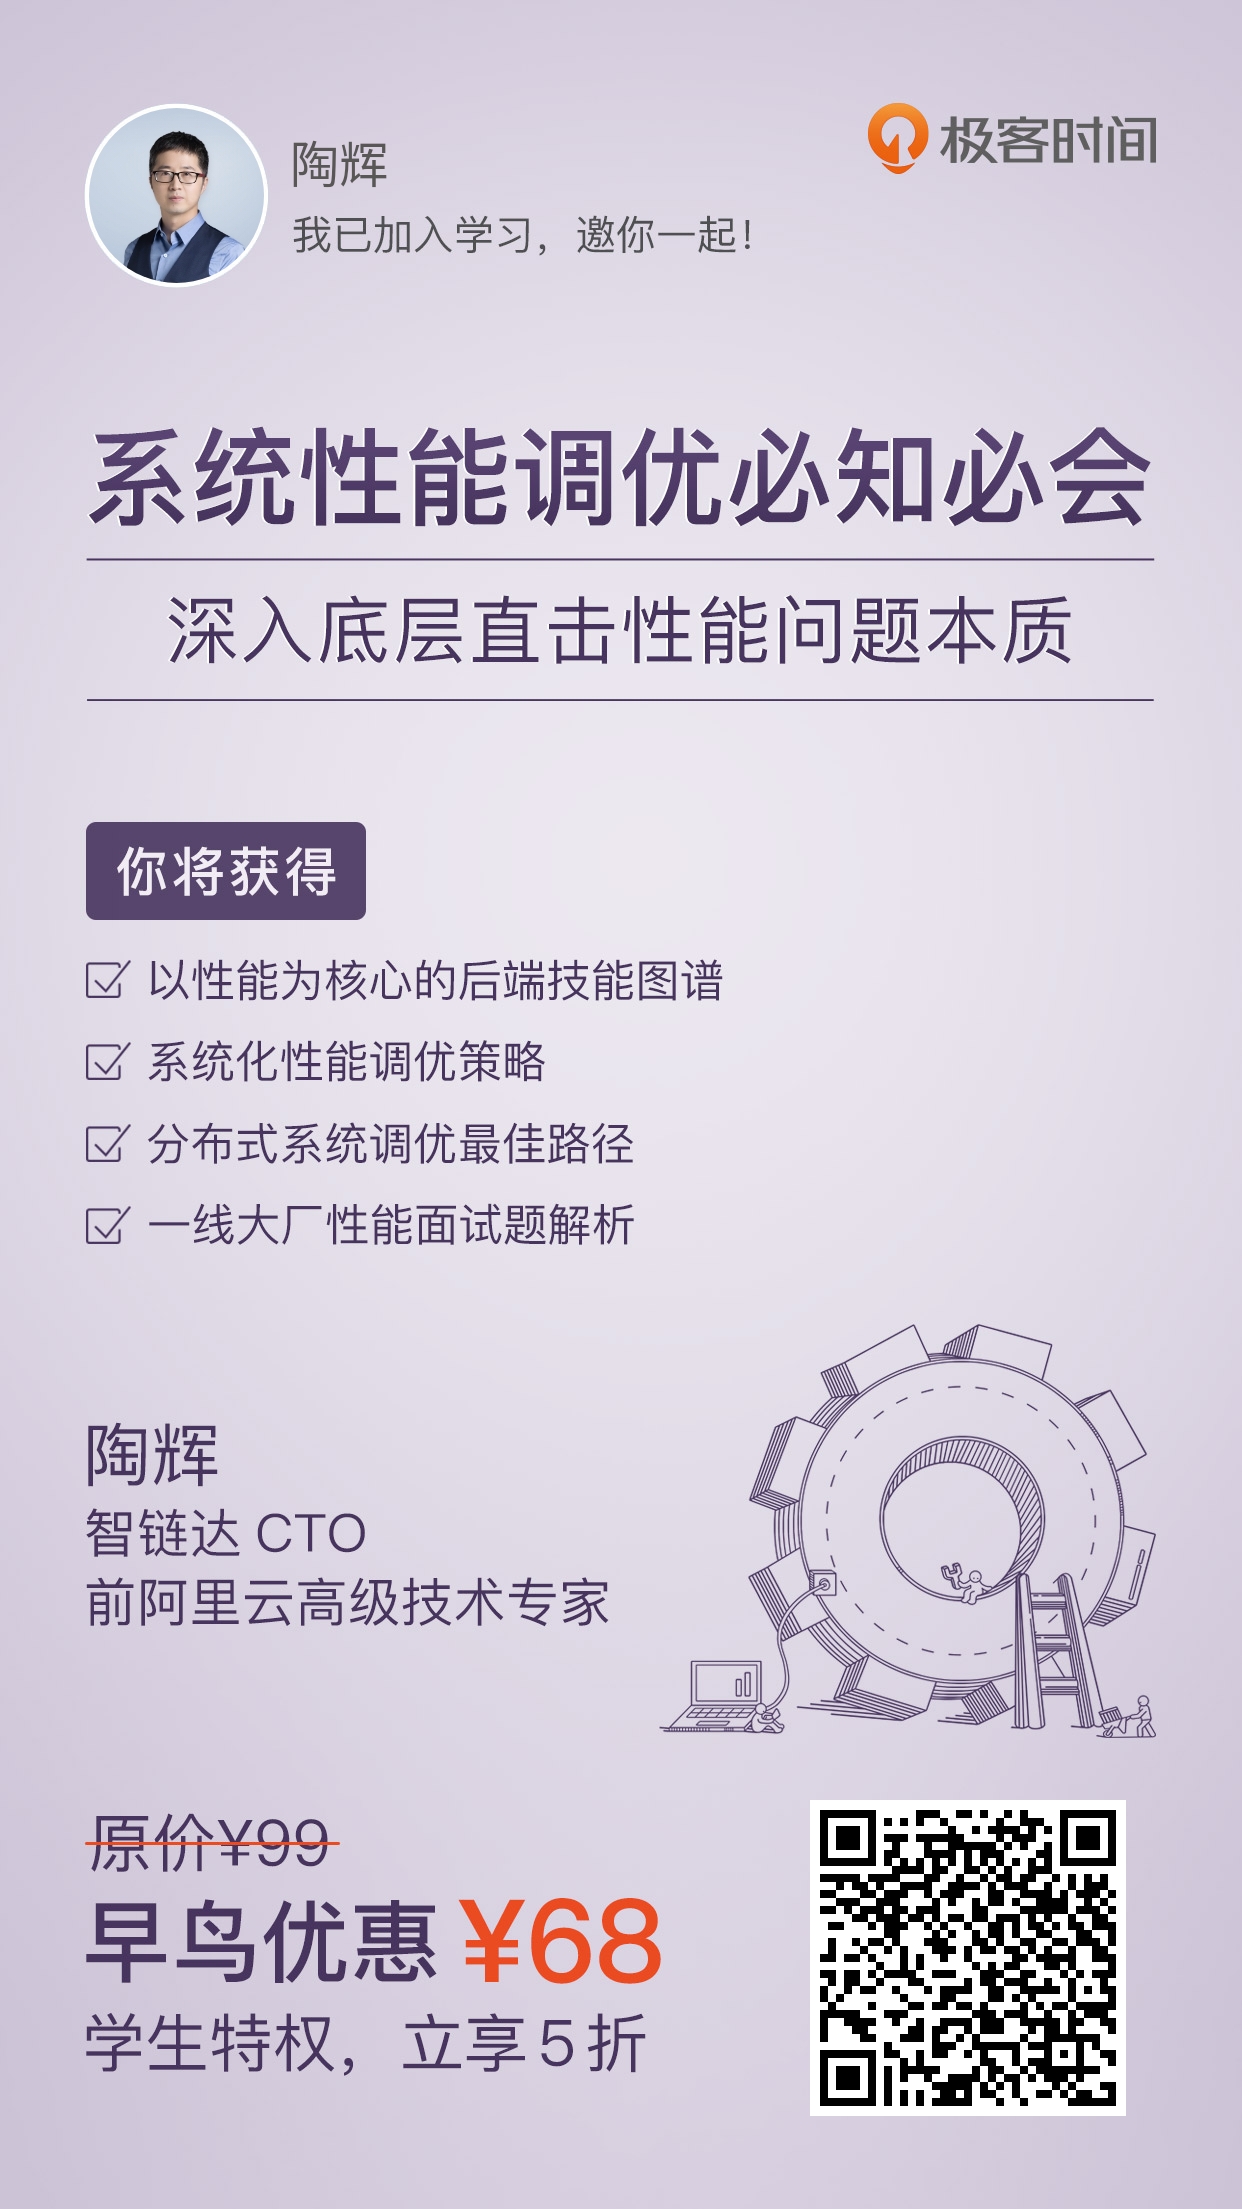 陶辉
我已加入学习，邀你一起！
极客时间
系统性能调优必知必会
深入底层直击性能问题本质
你将获得
以性能为核心的后端技能图谱
系统化性能调优策略
分布式系统调优最佳路径
一线大厂性能面试题解析
陶辉
智链达 CTO
前阿里云高级技术专家
原价¥99
早鸟优惠 ¥68
学生特权，立享 5 折